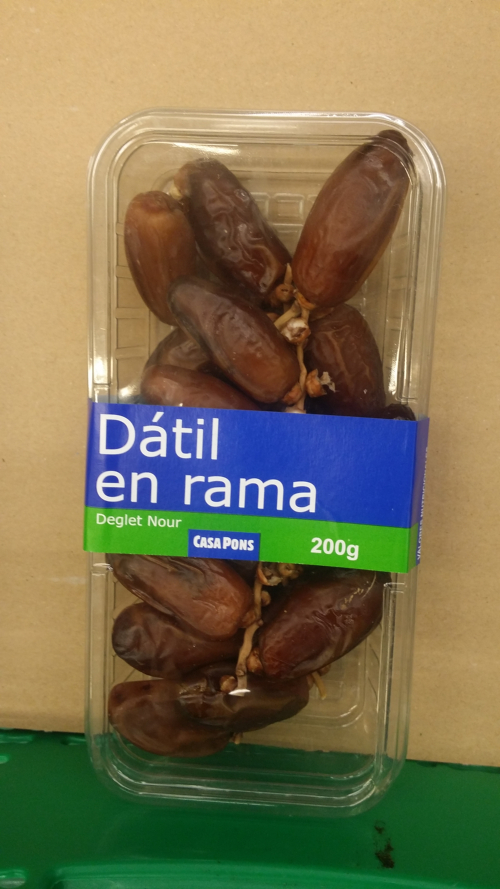 Dátil
en rama
Deglet Nour
CASA PONS
200g